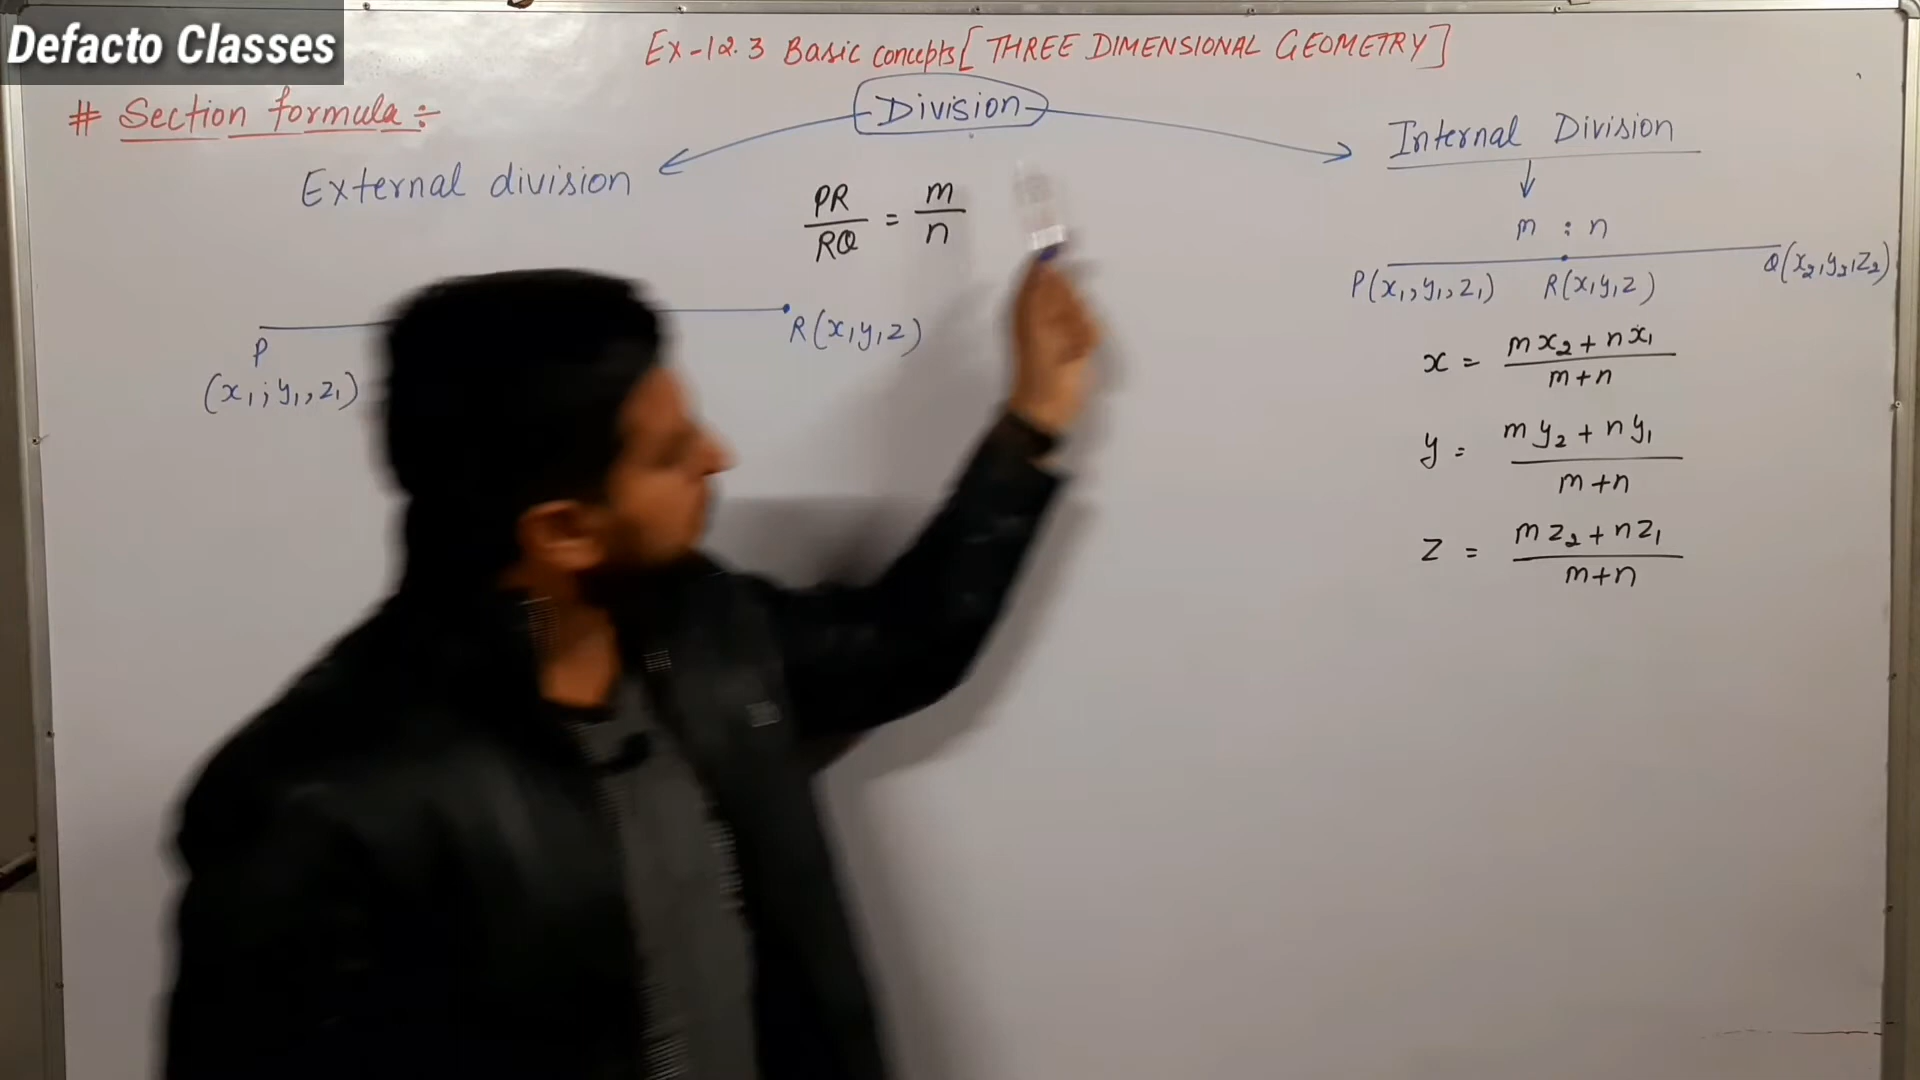 Defacto Classes
Ex-12.3 Basic concepts [THREE DIMENSIONAL GEOMETRY]
# Section formula :-
Division
External division
PR/RQ = m/n
P
(x₁, y₁, z₁)
R(x,y,z)
Internal Division
m : n
P(x₁, y₁, z₁) R(x,y,z) Q(x₂,y₂,z₂)
x = mx₂ + nx₁ / m+n
y = my₂ + ny₁ / m+n
z = mz₂ + nz₁ / m+n